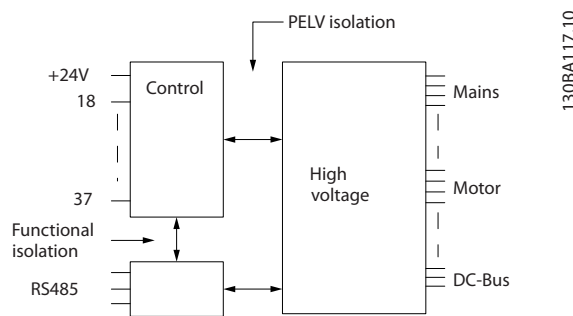 PELV isolation
130BA117.10
+24V
Control
Mains
18
High
voltage
Motor
37
Functional
isolation
RS485
DC-Bus